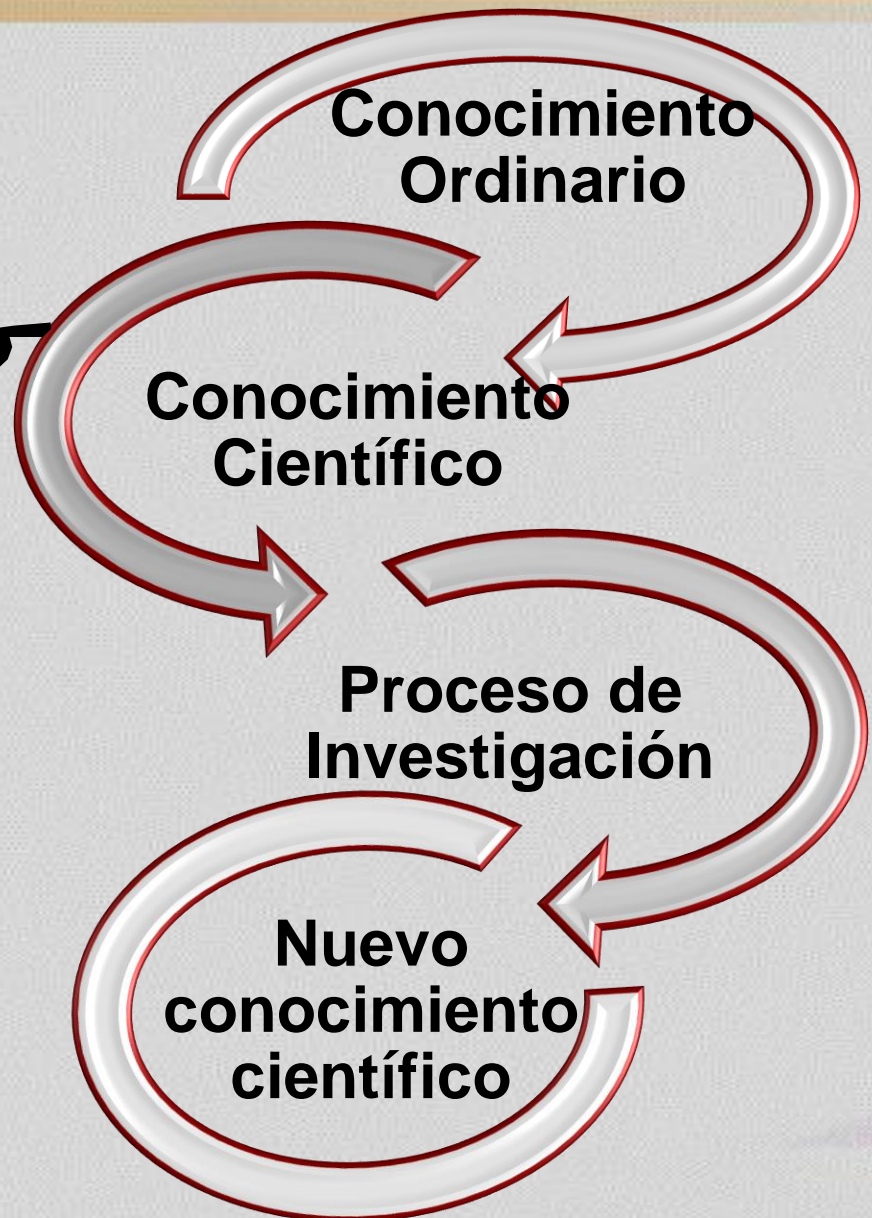 Conocimiento
Ordinario
Conocimiento
Científico
Proceso de
Investigación
Nuevo
conocimiento
científico